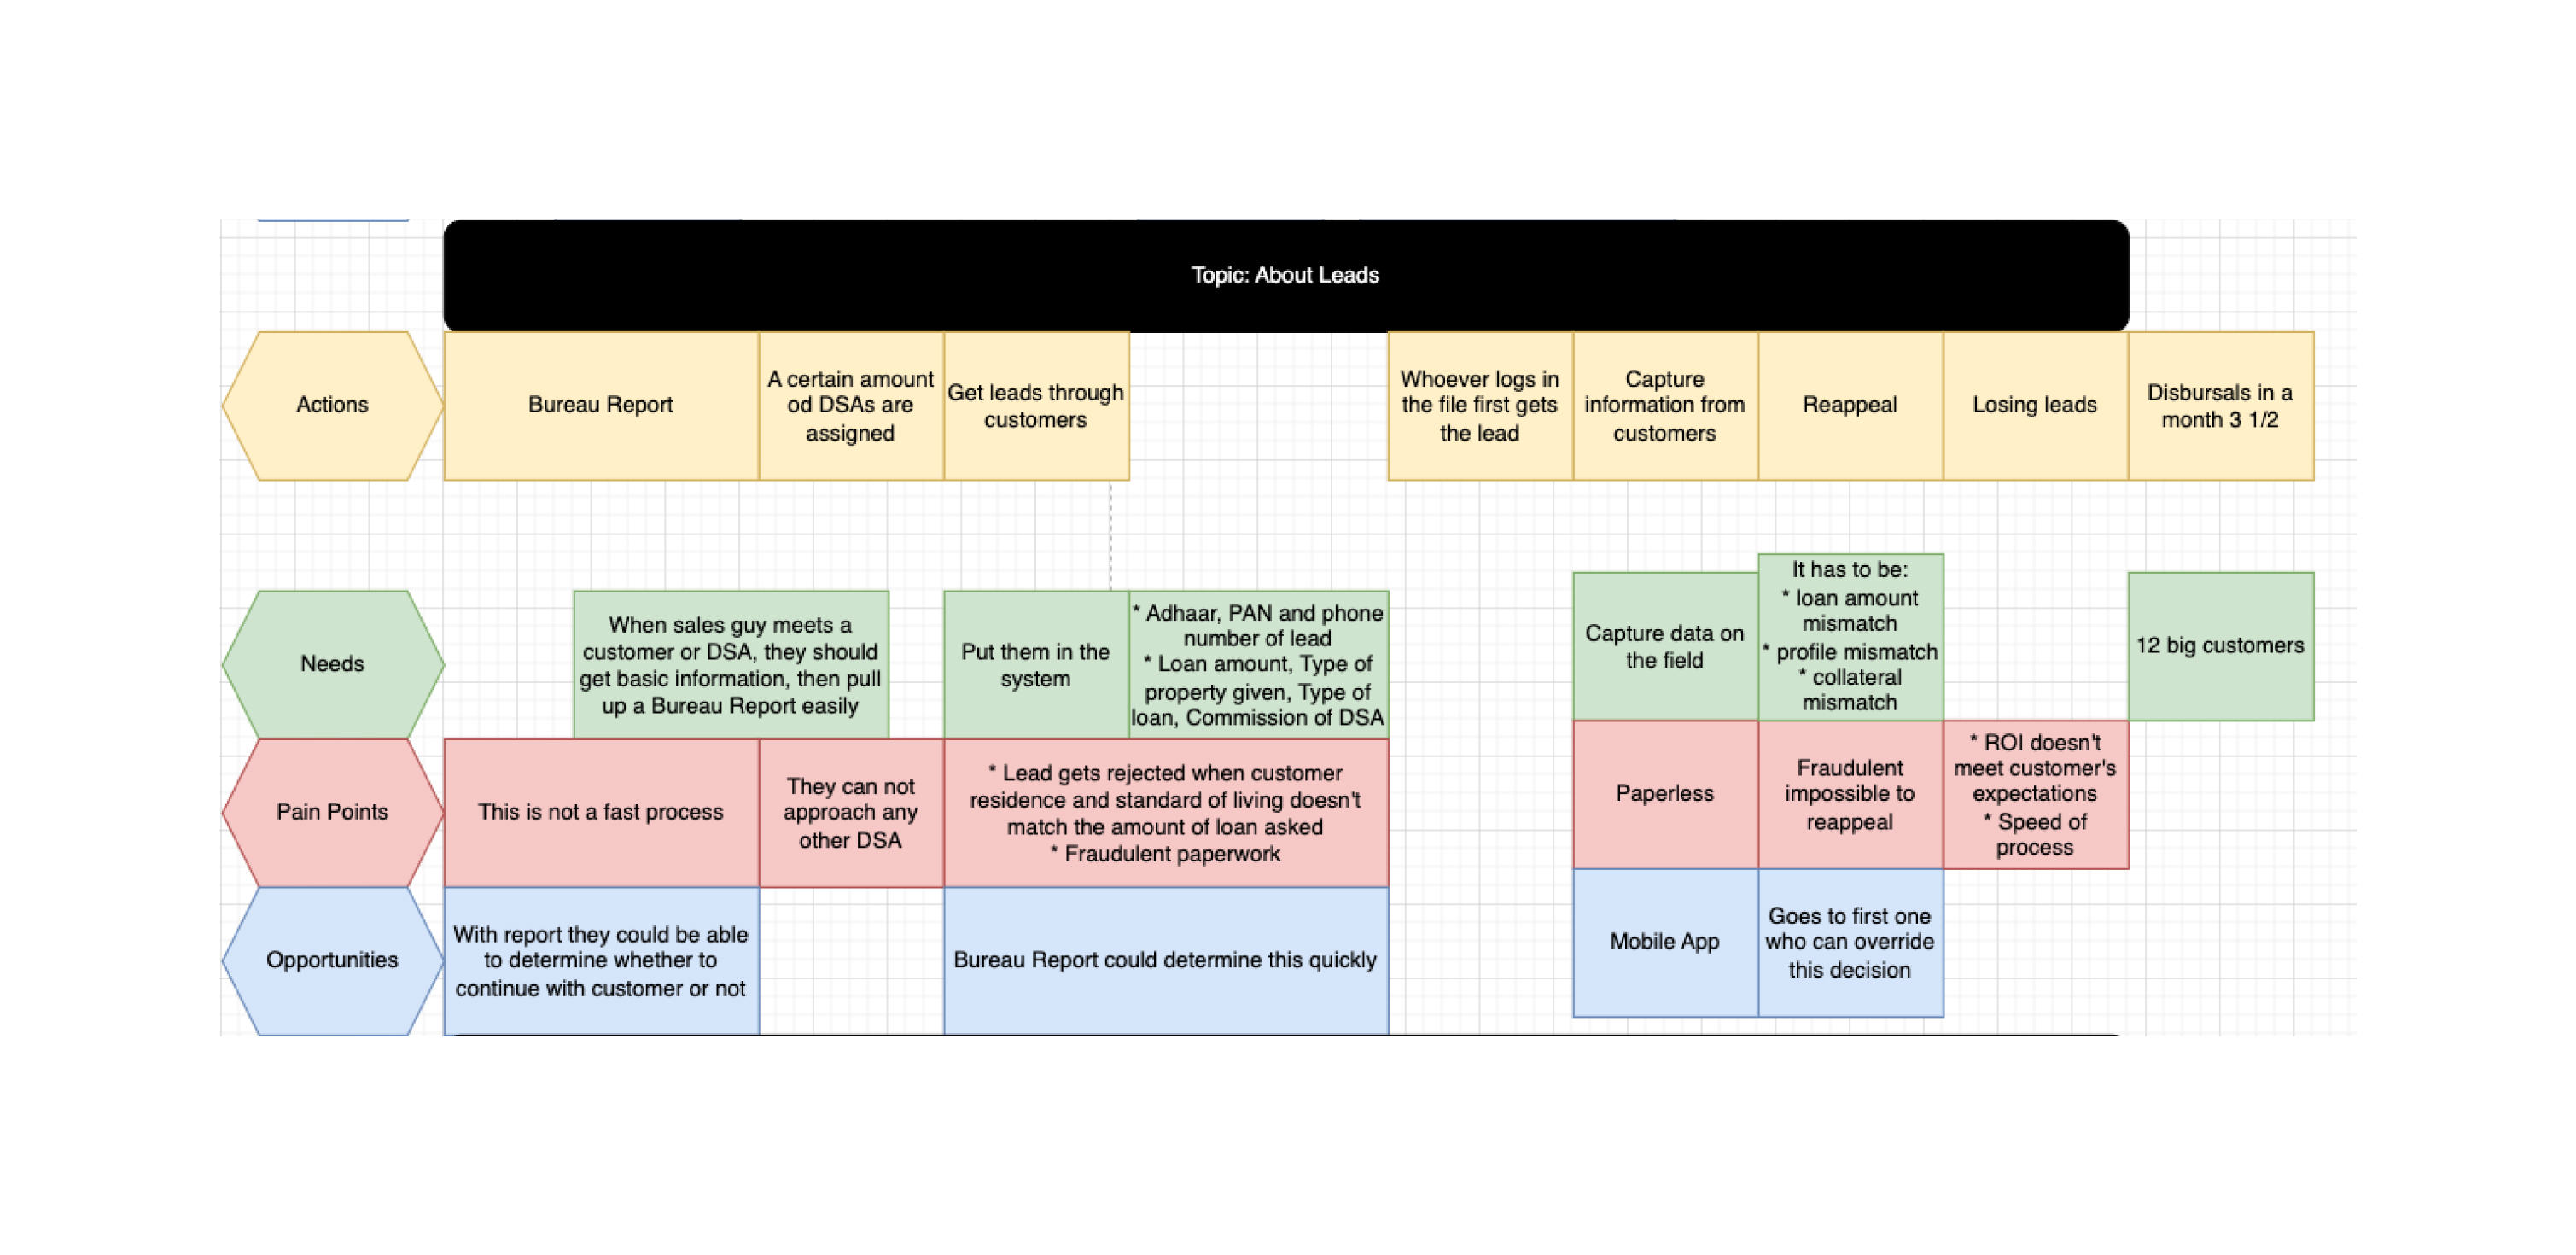 Topic: About Leads
Actions
Bureau Report
A certain amount
od DSAs are
assigned
Get leads through
customers
Whoever logs in
the file first gets
the lead
Capture
information from
customers
Reappeal
Losing leads
Disbursals in a
month 3 1/2
Needs
When sales guy meets a
customer or DSA, they should
get basic information, then pull
up a Bureau Report easily
Put them in the
system
* Adhaar, PAN and phone
number of lead
* Loan amount, Type of
property given, Type of
loan, Commission of DSA
Capture data on
the field
It has to be:
* loan amount
mismatch
* profile mismatch
* collateral
mismatch
12 big customers
Pain Points
This is not a fast process
They can not
approach any
other DSA
* Lead gets rejected when customer
residence and standard of living doesn't
match the amount of loan asked
* Fraudulent paperwork
Paperless
Fraudulent
impossible to
reappeal
* ROI doesn't
meet customer's
expectations
* Speed of
process
Opportunities
With report they could be able
to determine whether to
continue with customer or not
Bureau Report could determine this quickly
Mobile App
Goes to first one
who can override
this decision